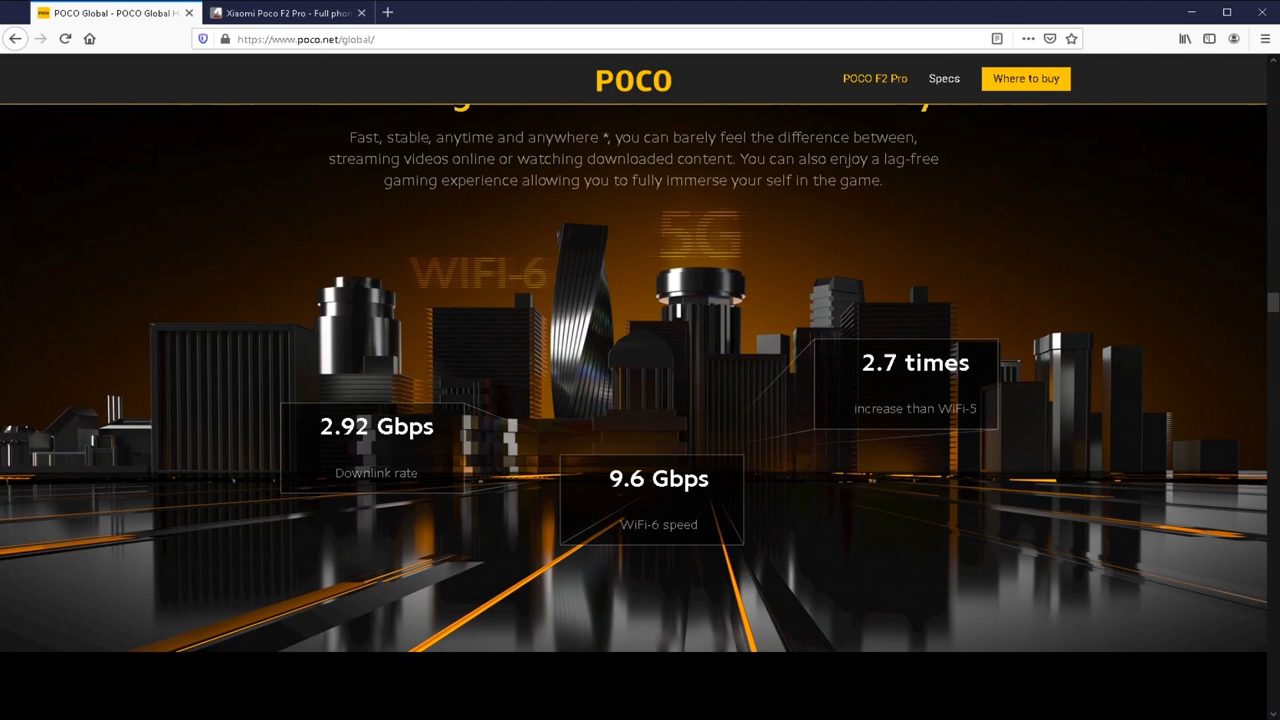 POCO Global - POCO Global H
Xiaomi Poco F2 Pro - Full phon
https://www.poco.net/global/
POCO
POCO F2 Pro
Specs
Where to buy
Fast, stable, anytime and anywhere *, you can barely feel the difference between,
streaming videos online or watching downloaded content. You can also enjoy a lag-free
gaming experience allowing you to fully immerse your self in the game.
5G
WIFI-6
2.7 times
increase than WiFi-5
2.92 Gbps
Downlink rate
9.6 Gbps
WiFi-6 speed